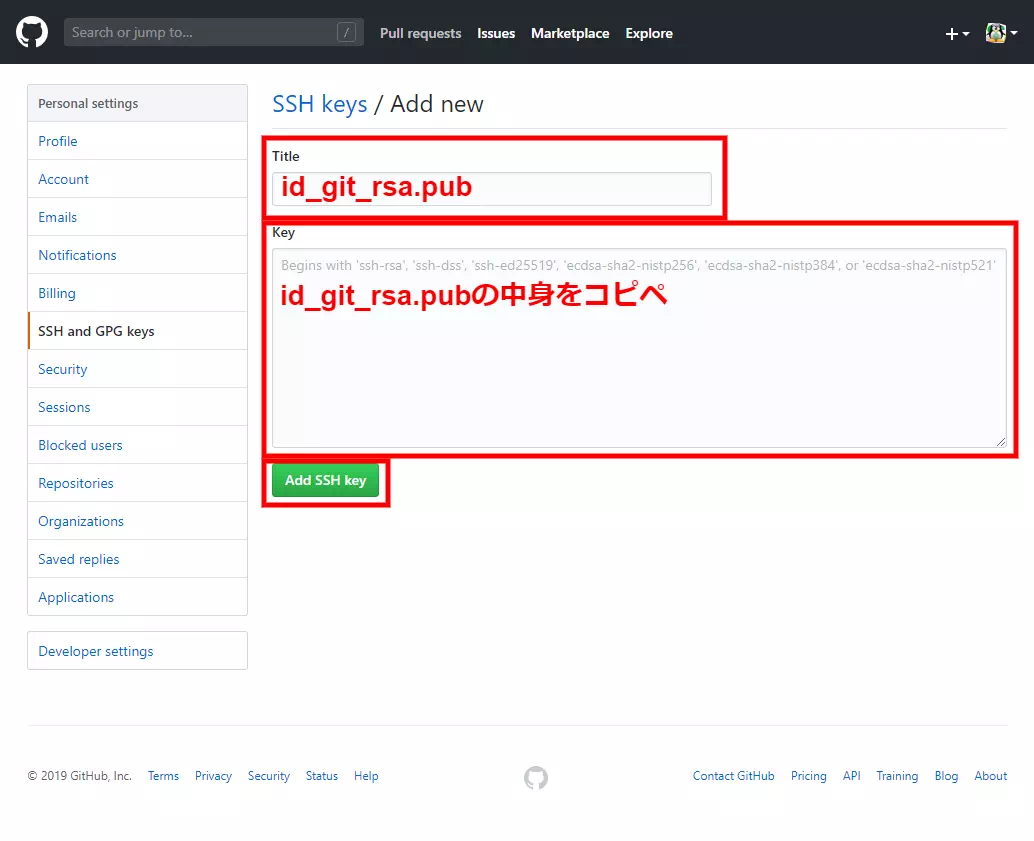 Search or jump to... /
Pull requests Issues Marketplace Explore
Personal settings
Profile
Account
Emails
Notifications
Billing
SSH and GPG keys
Security
Sessions
Blocked users
Repositories
Organizations
Saved replies
Applications
Developer settings
SSH keys / Add new
Title
id_git_rsa.pub
Key
Begins with 'ssh-rsa', 'ssh-dss', 'ssh-ed25519', 'ecdsa-sha2-nistp256', 'ecdsa-sha2-nistp384', or 'ecdsa-sha2-nistp521'
id_git_rsa.pubの中身をコピペ
Add SSH key
© 2019 GitHub, Inc. Terms Privacy Security Status Help
Contact GitHub Pricing API Training Blog About